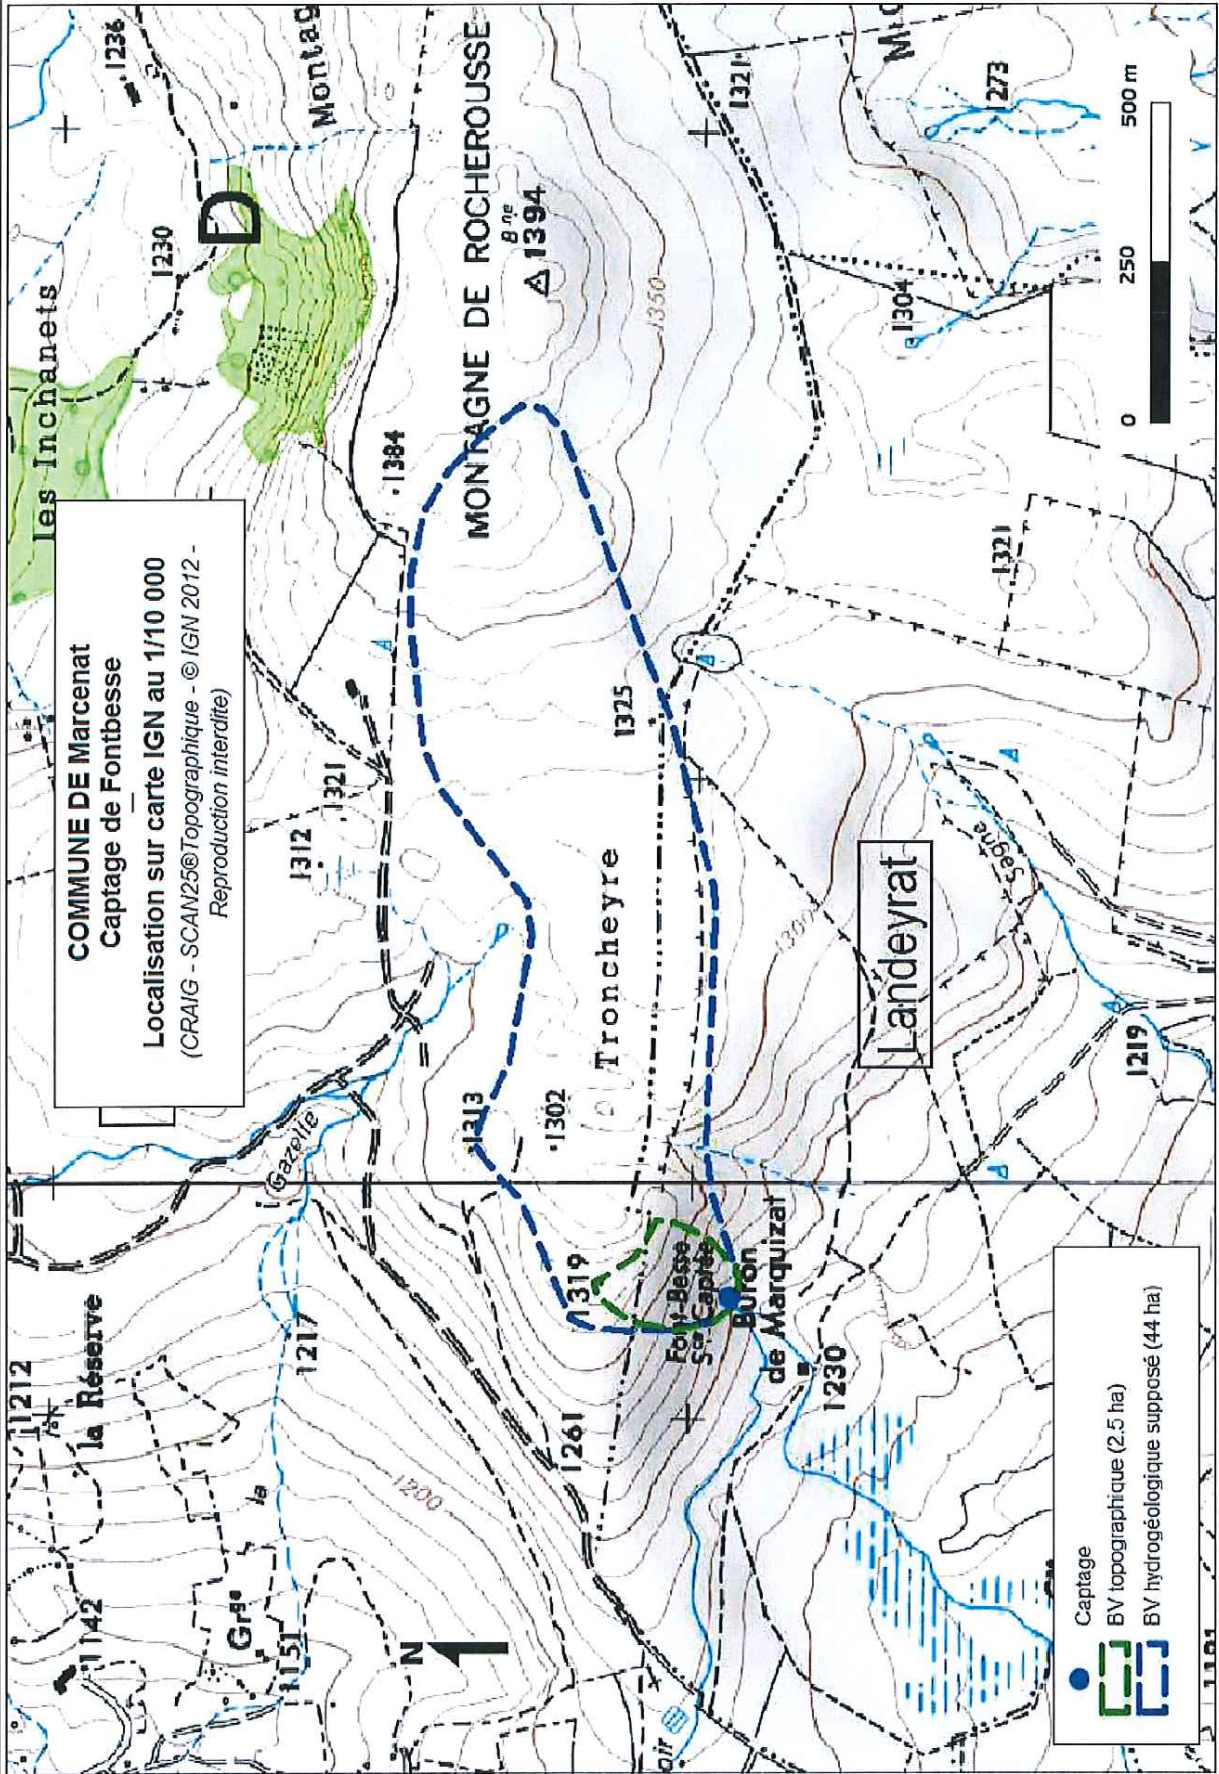 COMMUNE DE Marcenat
Captage de Fontbesse
Localisation sur carte IGN au 1/10 000
(CRAIG - SCAN25®Topographique - © IGN 2012 -
Reproduction interdite)
1212
la Réserve
1142
Grge
la
1151
1217
1200
N
Gazelle
les Inchanets
1230
1236
D
Montag
1312
1321
1384
MONTAGNE DE ROCHEROUSSE
Bne
1394
1350
1313
1302
1319
1261
Troncheyre
1325
1321
Font-Besse
Sce Captée
Buron
de Marquizat
1230
1300
Landeyrat
Sagne
1219
1304
1321
1273
oir
Captage
BV topographique (2.5 ha)
BV hydrogéologique supposé (44 ha)
0
250
500 m